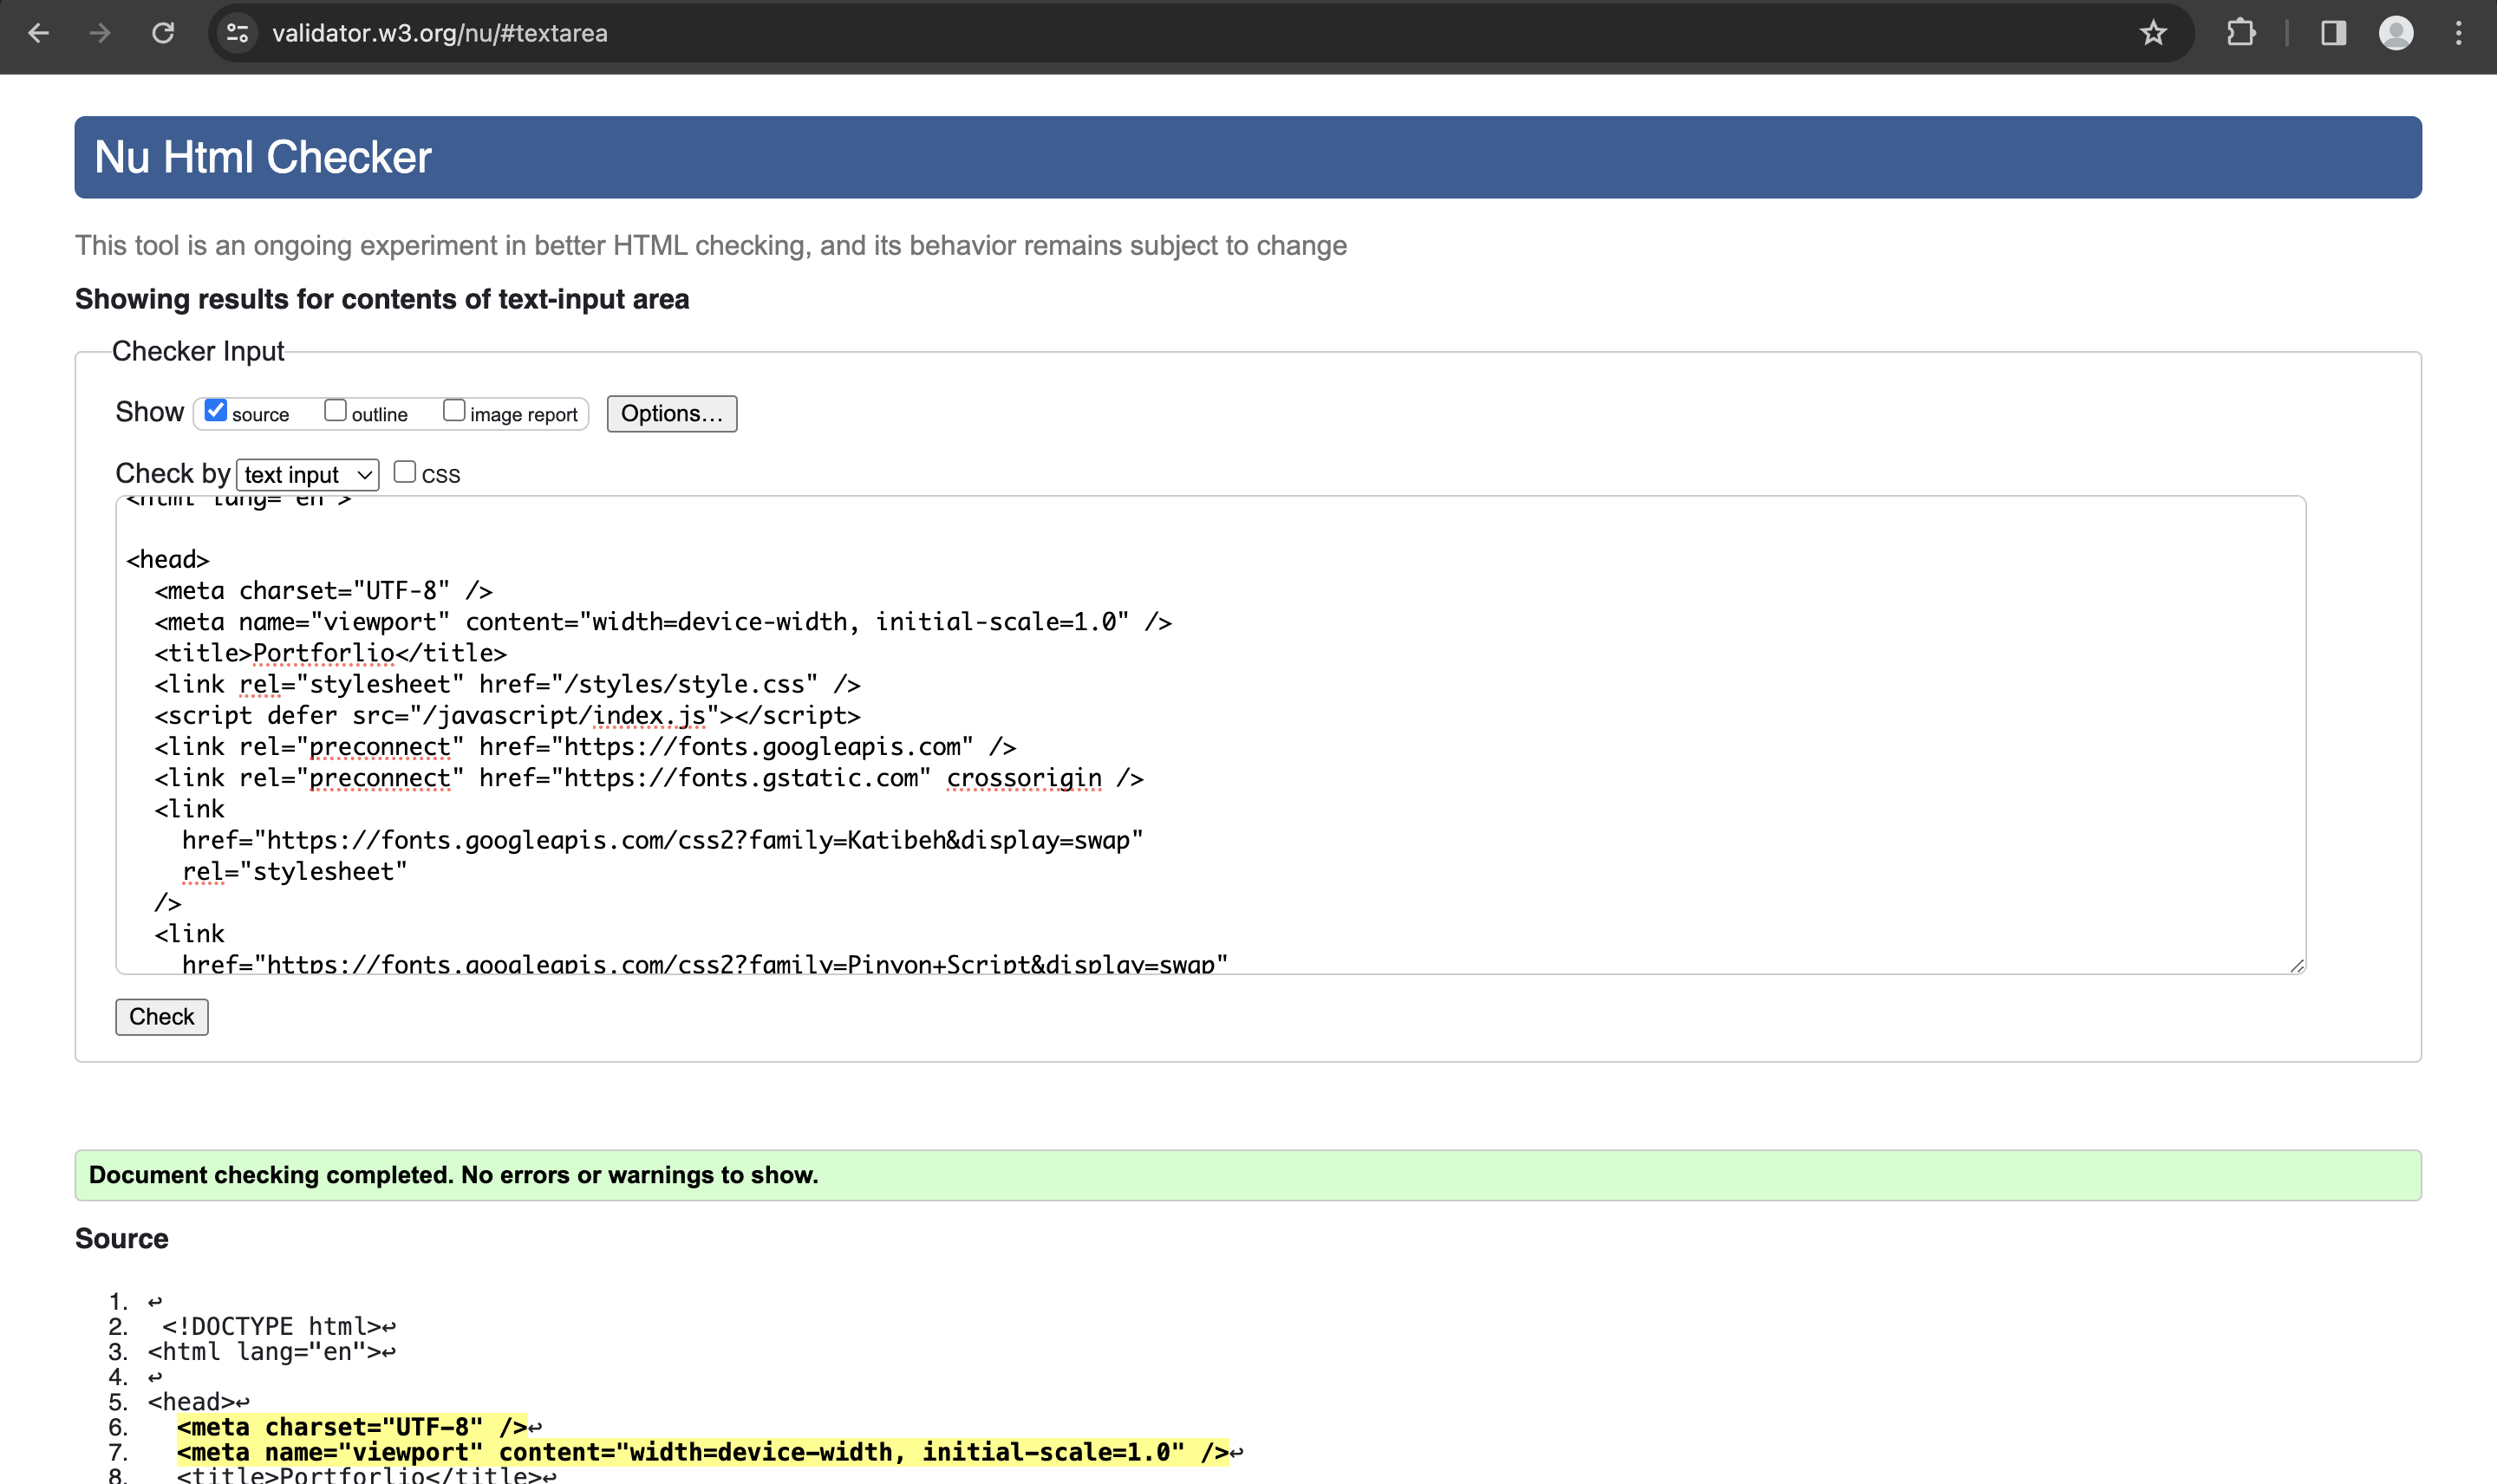 validator.w3.org/nu/#textarea
Nu Html Checker
This tool is an ongoing experiment in better HTML checking, and its behavior remains subject to change
Showing results for contents of text-input area
Checker Input
Show source outline image report Options...
Check by text input CSS
<html lang="en">
<head>
<meta charset="UTF-8" />
<meta name="viewport" content="width=device-width, initial-scale=1.0" />
<title>Portforlio</title>
<link rel="stylesheet" href="/styles/style.css" />
<script defer src="/javascript/index.js"></script>
<link rel="preconnect" href="https://fonts.googleapis.com" />
<link rel="preconnect" href="https://fonts.gstatic.com" crossorigin />
<link
href="https://fonts.googleapis.com/css2?family=Katibeh&display=swap"
rel="stylesheet"
/>
<link
href="https://fonts.googleapis.com/css2?family=Pinyon+Script&display=swap"
Check
Document checking completed. No errors or warnings to show.
Source
1. ↩
2. <!DOCTYPE html>↩
3. <html lang="en">↩
4. ↩
5. <head>↩
6. <meta charset="UTF-8" />↩
7. <meta name="viewport" content="width=device-width, initial-scale=1.0" />↩
8. <title>Portforlio</title>↩